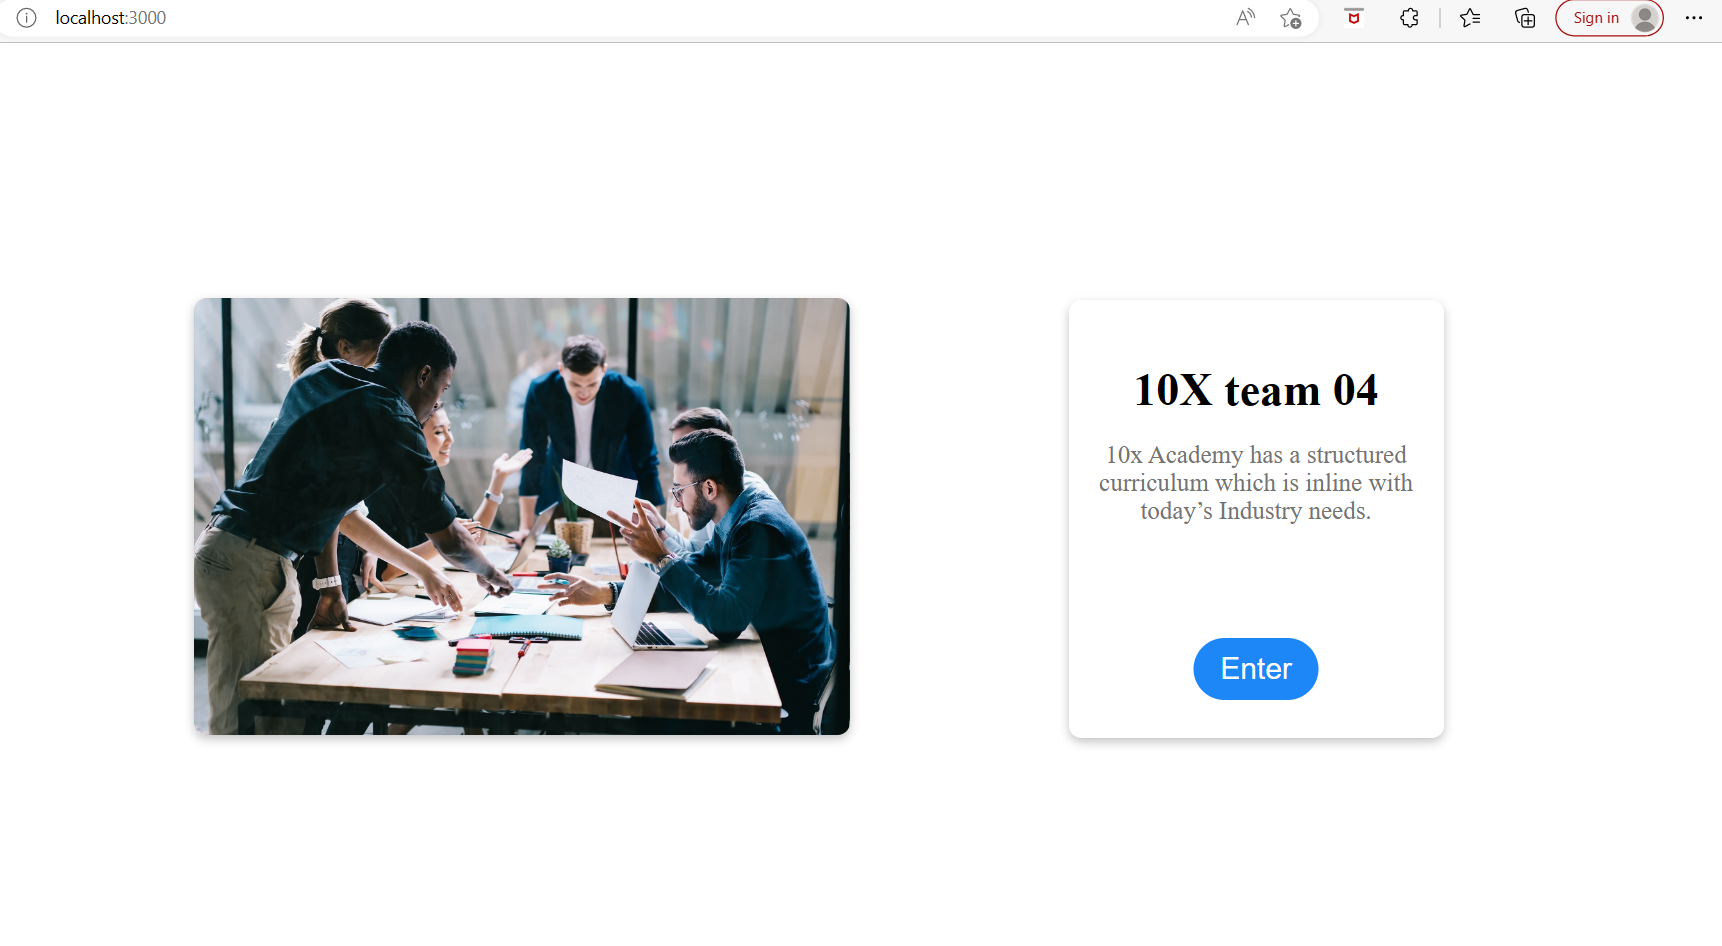 localhost:3000
Sign in
10X team 04
10x Academy has a structured
curriculum which is inline with
today’s Industry needs.
Enter